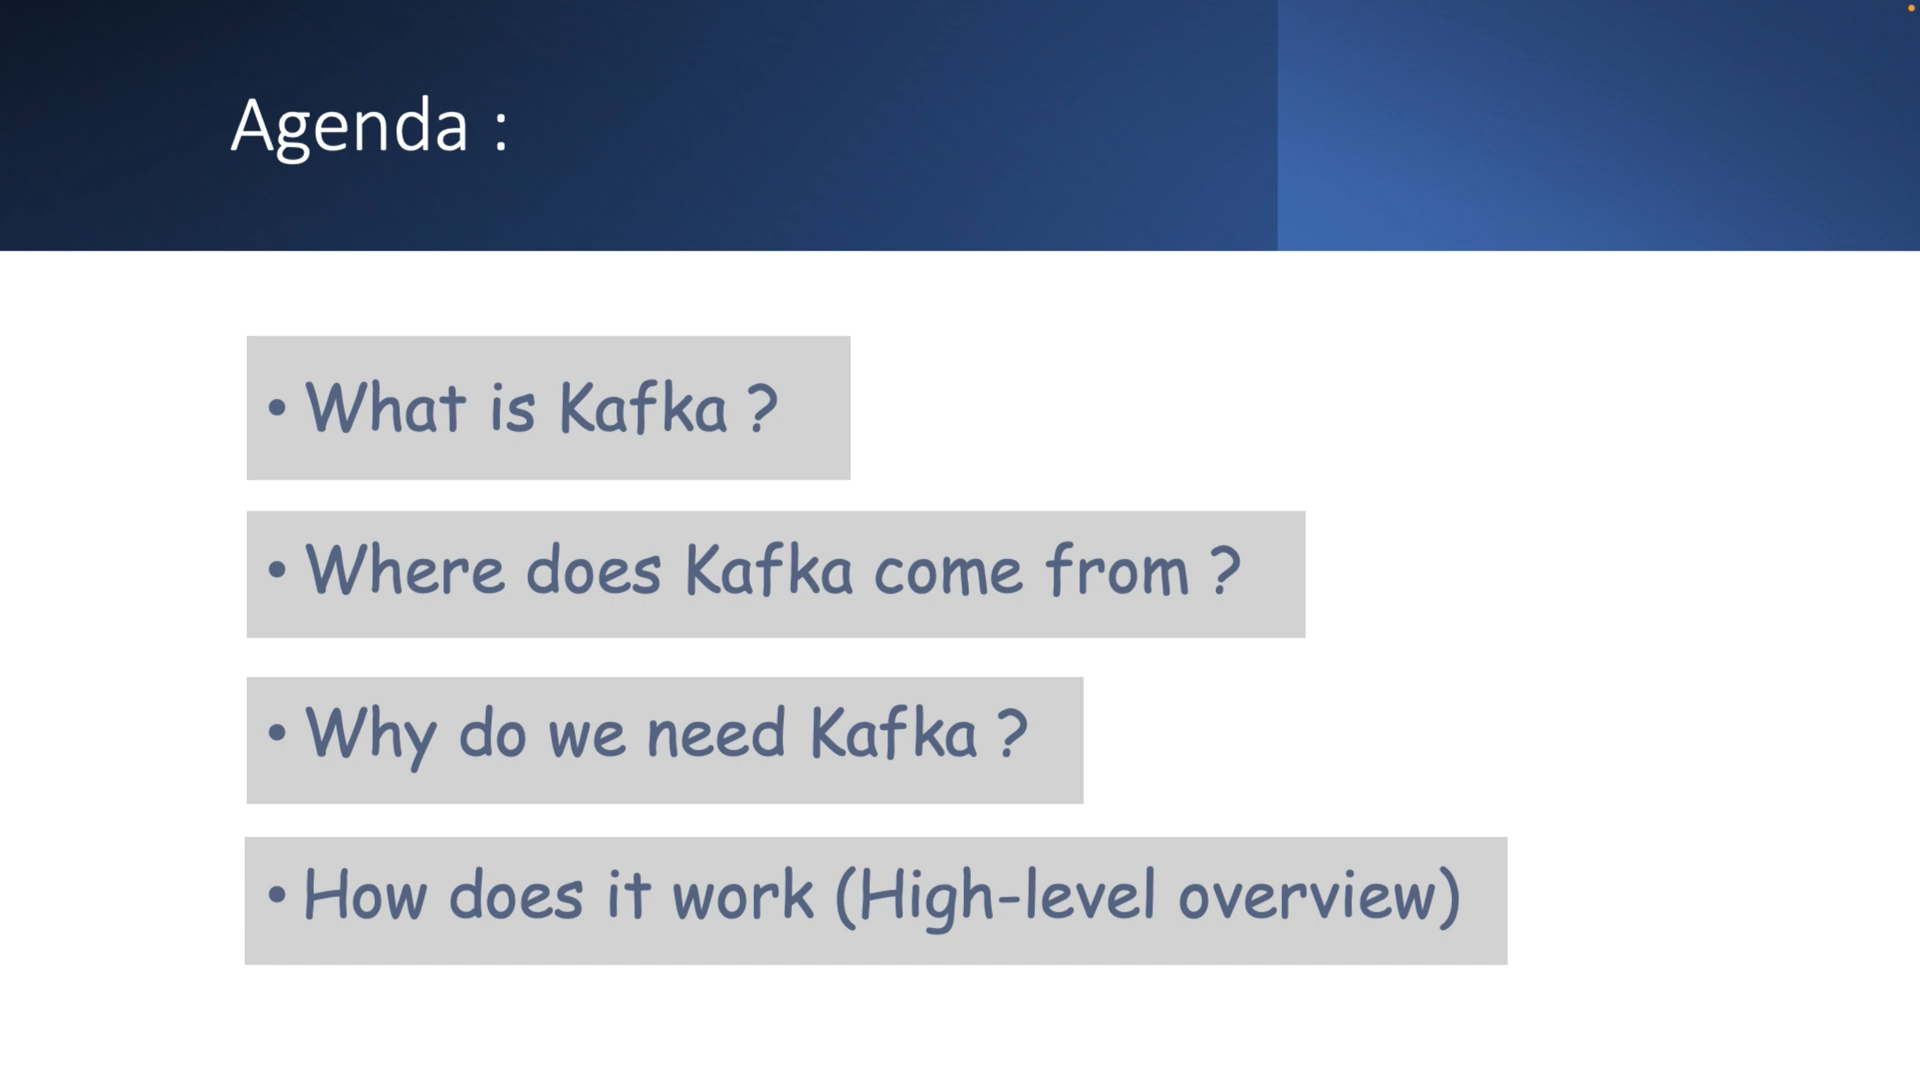 Agenda :
• What is Kafka ?
• Where does Kafka come from ?
• Why do we need Kafka ?
• How does it work (High-level overview)